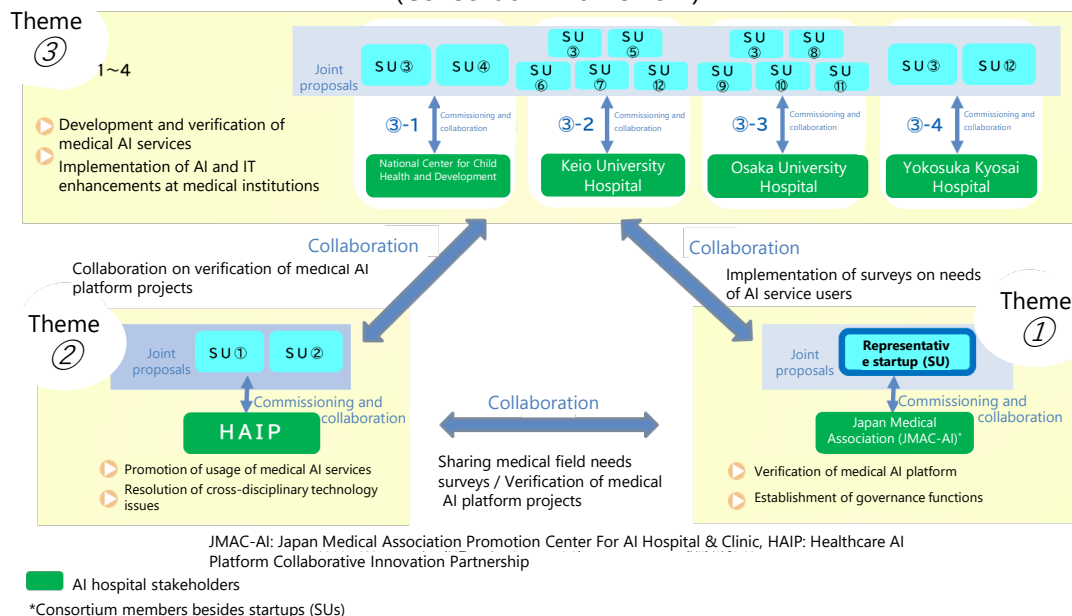 Theme
③
1~4
Development and verification of
medical AI services
Implementation of AI and IT
enhancements at medical institutions
Joint
proposals
SU③
SU④
SU
③
SU
⑤
SU
⑥
SU
⑦
SU
⑫
SU
③
SU
⑧
SU
⑨
SU
⑩
SU
⑪
SU③
SU⑫
③-1
Commissioning and
collaboration
③-2
Commissioning and
collaboration
③-3
Commissioning and
collaboration
③-4
Commissioning and
collaboration
National Center for Child
Health and Development
Keio University
Hospital
Osaka University
Hospital
Yokosuka Kyosai
Hospital
Collaboration
Collaboration on verification of medical AI
platform projects
Collaboration
Implementation of surveys on needs
of AI service users
Theme
②
Joint
proposals
SU①
SU②
Commissioning and
collaboration
HAIP
Promotion of usage of medical AI services
Resolution of cross-disciplinary technology
issues
Collaboration
Sharing medical field needs
surveys / Verification of medical
AI platform projects
Theme
①
Joint
proposals
Representativ
e startup (SU)
Commissioning and
collaboration
Japan Medical
Association (JMAC-AI)*
Verification of medical AI platform
Establishment of governance functions
JMAC-AI: Japan Medical Association Promotion Center For AI Hospital & Clinic, HAIP: Healthcare AI
Platform Collaborative Innovation Partnership
AI hospital stakeholders
*Consortium members besides startups (SUs)